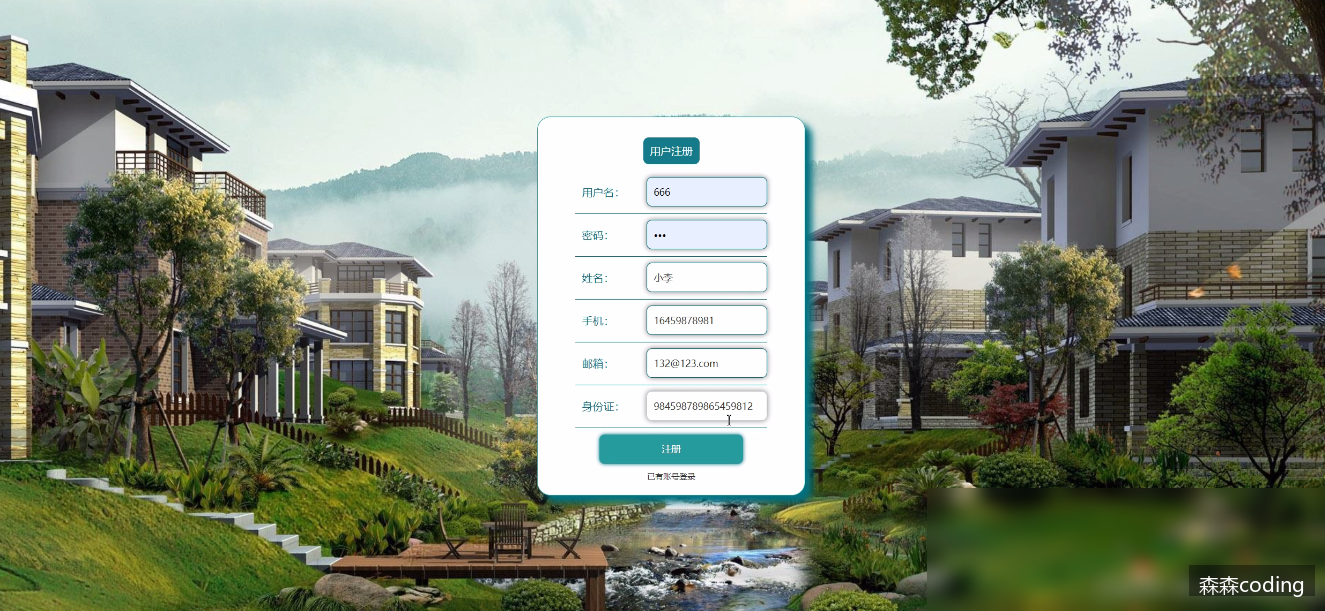 用户注册
用户名： 666
密码： •••
姓名： 小李
手机： 16459878981
邮箱： 132@123.com
身份证： 984598789865459812
注册
已有账号登录
森森coding